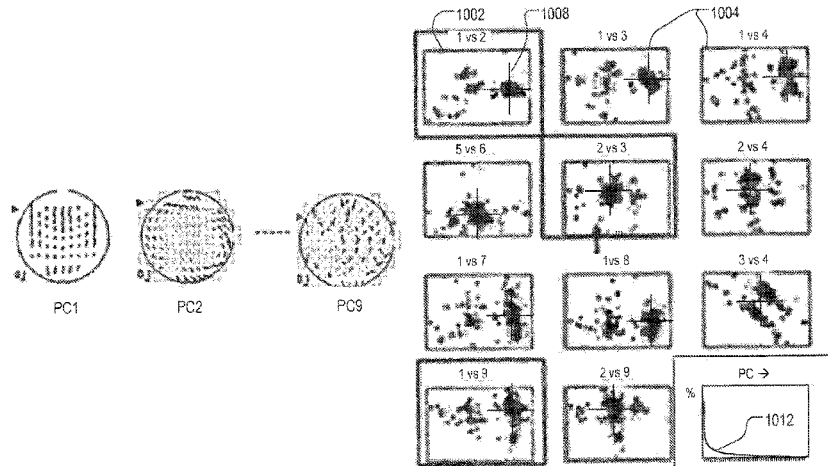 1002
1008
1004
1 vs 2
1 vs 3
1 vs 4
5 vs 6
2 vs 3
2 vs 4
PC1
PC2
PC9
1 vs 7
1 vs 8
3 vs 4
1 vs 9
2 vs 9
PC →
%
1012